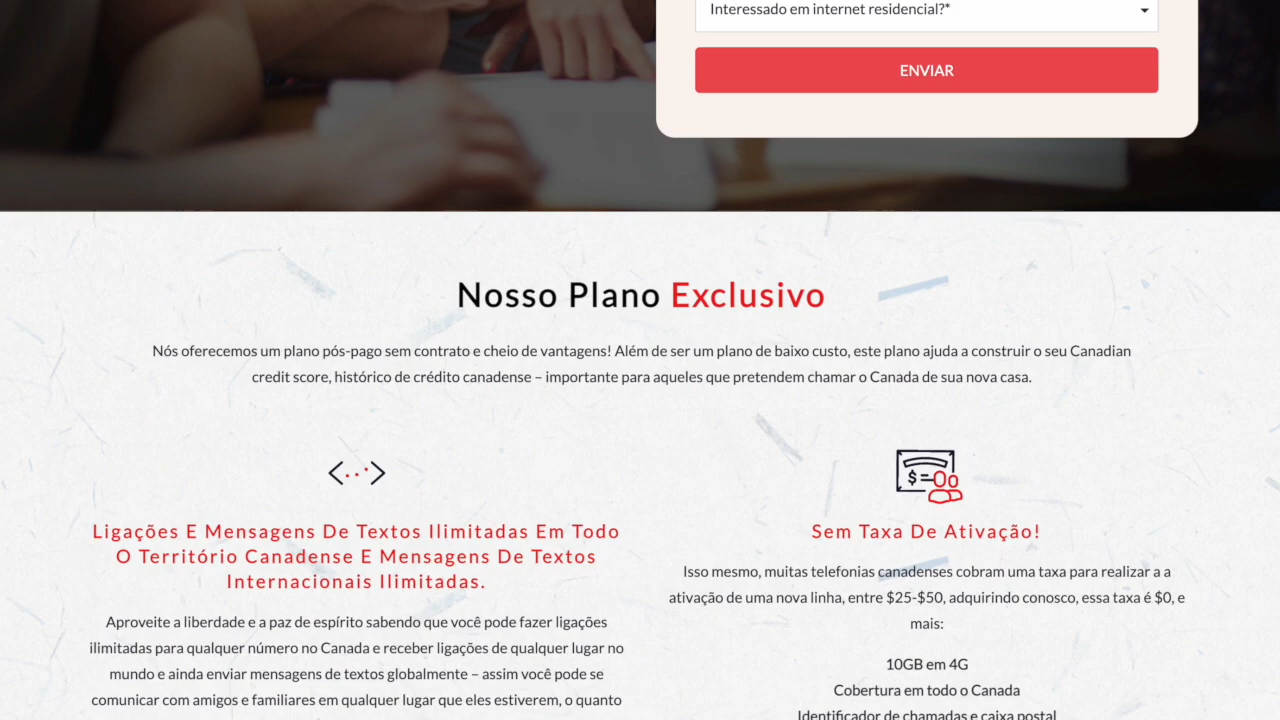 Interessado em internet residencial?*
ENVIAR
Nosso Plano Exclusivo
Nós oferecemos um plano pós-pago sem contrato e cheio de vantagens! Além de ser um plano de baixo custo, este plano ajuda a construir o seu Canadian
credit score, histórico de crédito canadense – importante para aqueles que pretendem chamar o Canada de sua nova casa.
Ligações E Mensagens De Textos Ilimitadas Em Todo
O Território Canadense E Mensagens De Textos
Internacionais Ilimitadas.
Aproveite a liberdade e a paz de espírito sabendo que você pode fazer ligações
ilimitadas para qualquer número no Canada e receber ligações de qualquer lugar no
mundo e ainda enviar mensagens de textos globalmente – assim você pode se
comunicar com amigos e familiares em qualquer lugar que eles estiverem, o quanto
Sem Taxa De Ativação!
Isso mesmo, muitas telefonias canadenses cobram uma taxa para realizar a a
ativação de uma nova linha, entre $25-$50, adquirindo conosco, essa taxa é $0, e
mais:
10GB em 4G
Cobertura em todo o Canada
Identificador de chamadas e caixa postal